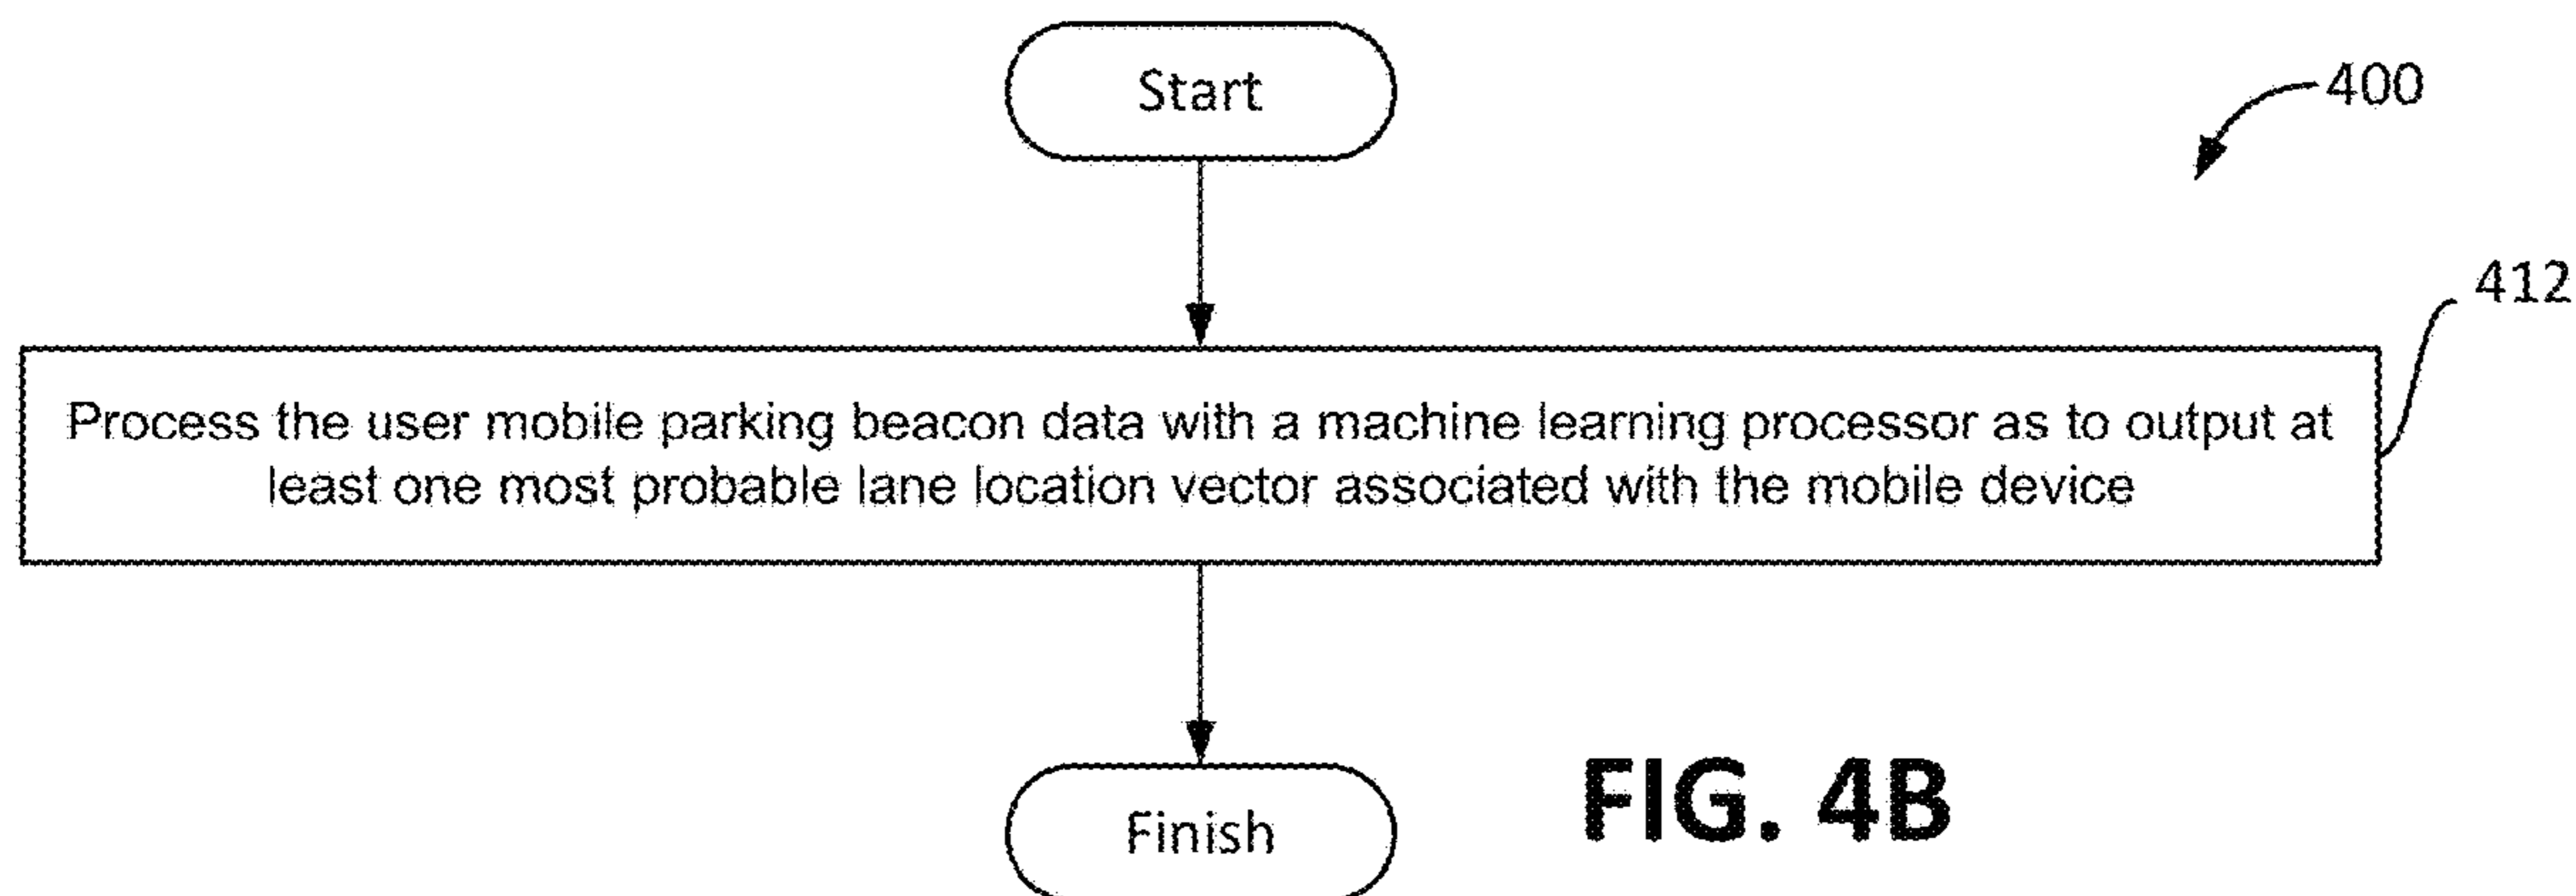 Start
400
412
Process the user mobile parking beacon data with a machine learning processor as to output at
least one most probable lane location vector associated with the mobile device
Finish
FIG. 4B